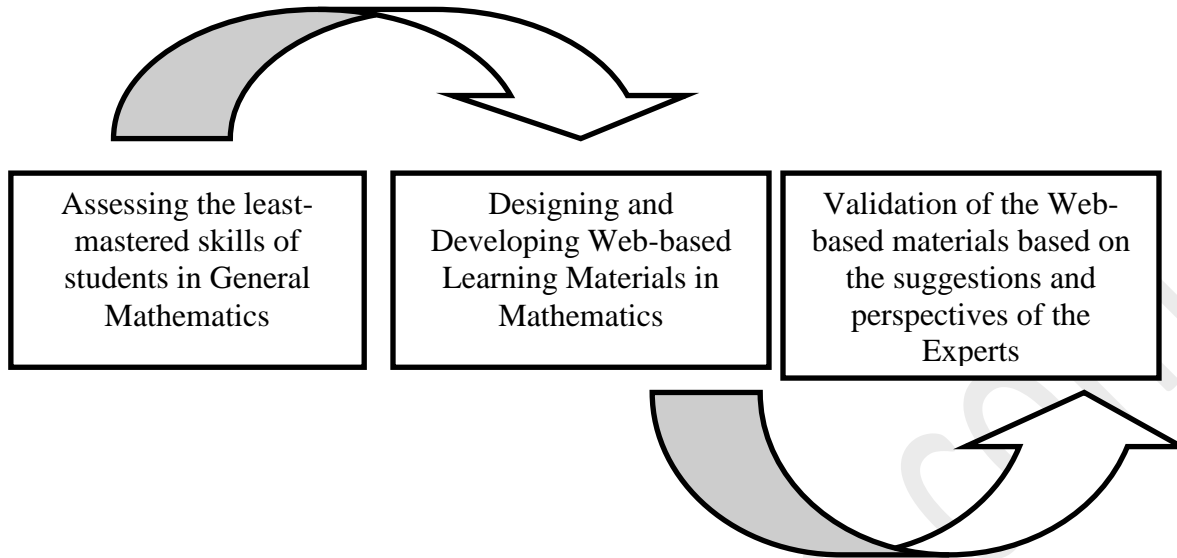 Assessing the least-
mastered skills of
students in General
Mathematics
Designing and
Developing Web-based
Learning Materials in
Mathematics
Validation of the Web-
based materials based on
the suggestions and
perspectives of the
Experts